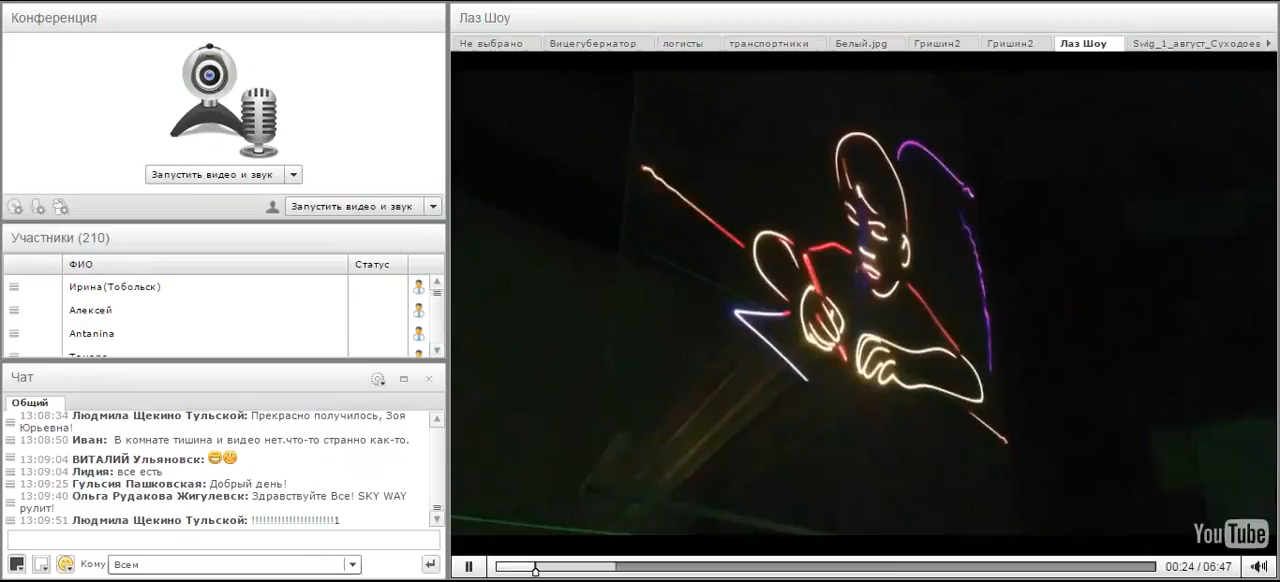 Конференция
Запустить видео и звук
Запустить видео и звук
Участники (210)
ФИО Статус
Ирина(Тобольск)
Алексей
Antanina
Чат
Общий
13:08:34 Людмила Щекино Тульской: Прекрасно получилось, Зоя
Юрьевна!
13:08:50 Иван: В комнате тишина и видео нет.что-то странно как-то.
13:09:04 ВИТАЛИЙ Ульяновск:
13:09:04 Лидия: все есть
13:09:25 Гульсия Пашковская: Добрый день!
13:09:40 Ольга Рудакова Жигулевск: Здравствуйте Все! SKY WAY
рулит!
13:09:51 Людмила Щекино Тульской: !!!!!!!!!!!!!!!!!!!!!!1
Кому Всем
Лаз Шоу
Не выбрано Вицегубернатор логисты транспортники Белый.jpg Гришин2 Гришин2 Лаз Шоу Swig_1_август_Суходоев
YouTube
00:24 / 06:47